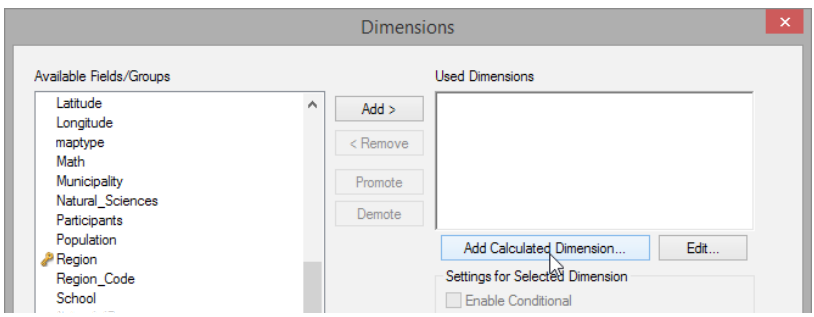 Dimensions
Available Fields/Groups
Used Dimensions
Latitude
Longitude
maptype
Math
Municipality
Natural_Sciences
Participants
Population
Region
Region_Code
School
Add >
< Remove
Promote
Demote
Add Calculated Dimension...
Edit...
Settings for Selected Dimension
Enable Conditional